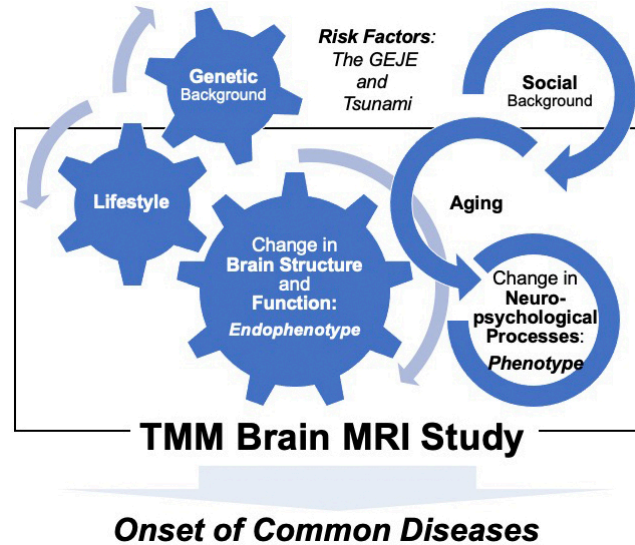 Genetic
Background
Risk Factors:
The GEJE
and
Tsunami
Social
Background
Lifestyle
Aging
Change in
Brain Structure
and
Function:
Endophenotype
Change in
Neuro-
psychological
Processes:
Phenotype
TMM Brain MRI Study
Onset of Common Diseases